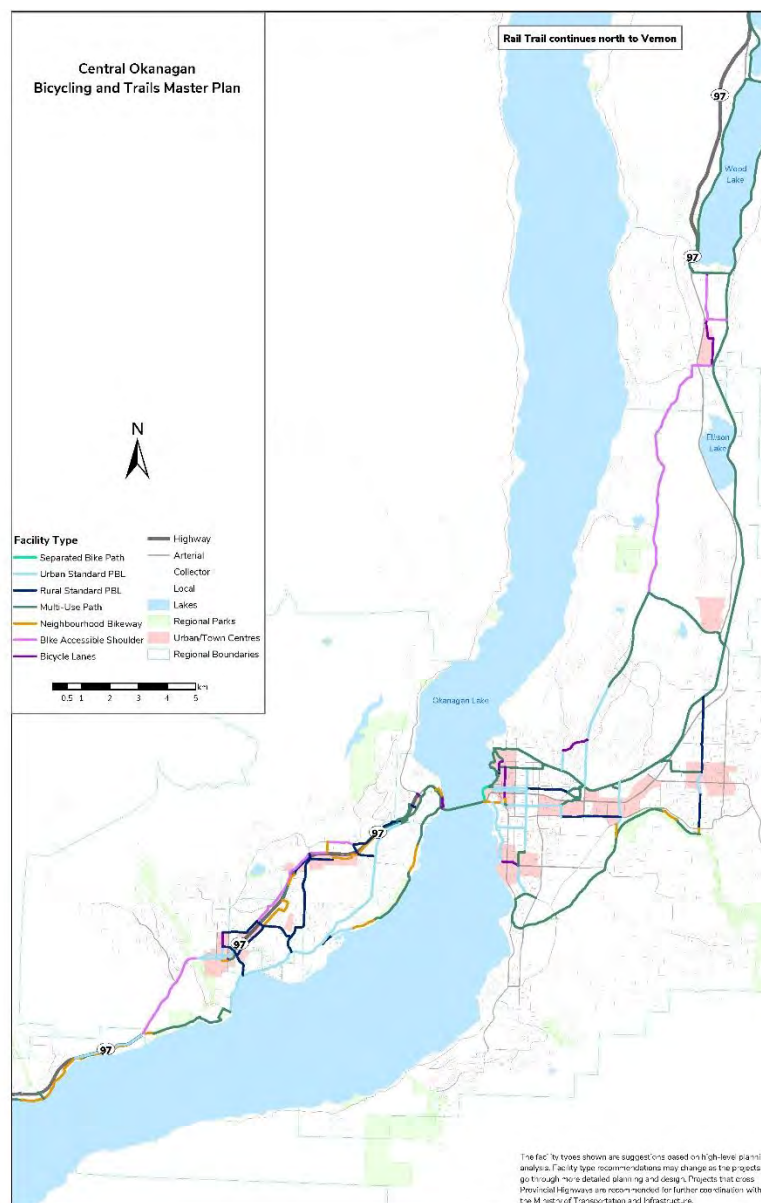 Rail Trail continues north to Vernon
Central Okanagan
Bicycling and Trails Master Plan
97
Wood
Lake
97
N
Ellison
Lake
Facility Type
Separated Bike Path
Urban Standard PBL
Rural Standard PBL
Multi-Use Path
Neighbourhood Bikeway
Bike Accessible Shoulder
Bicycle Lanes
Highway
Arterial
Collector
Local
Lakes
Regional Parks
Urban/Town Centres
Regional Boundaries
km
0.5 1 2 3 4 5
Okanagan Lake
97
97
97
The facility types shown are suggestions based on high-level planni
analysis. Facility type recommendations may change as the projects
go through more detailed planning and design. Projects that cross
Provincial Highways are recommended for further coordination with
the Ministry of Transportation and Infrastructure.